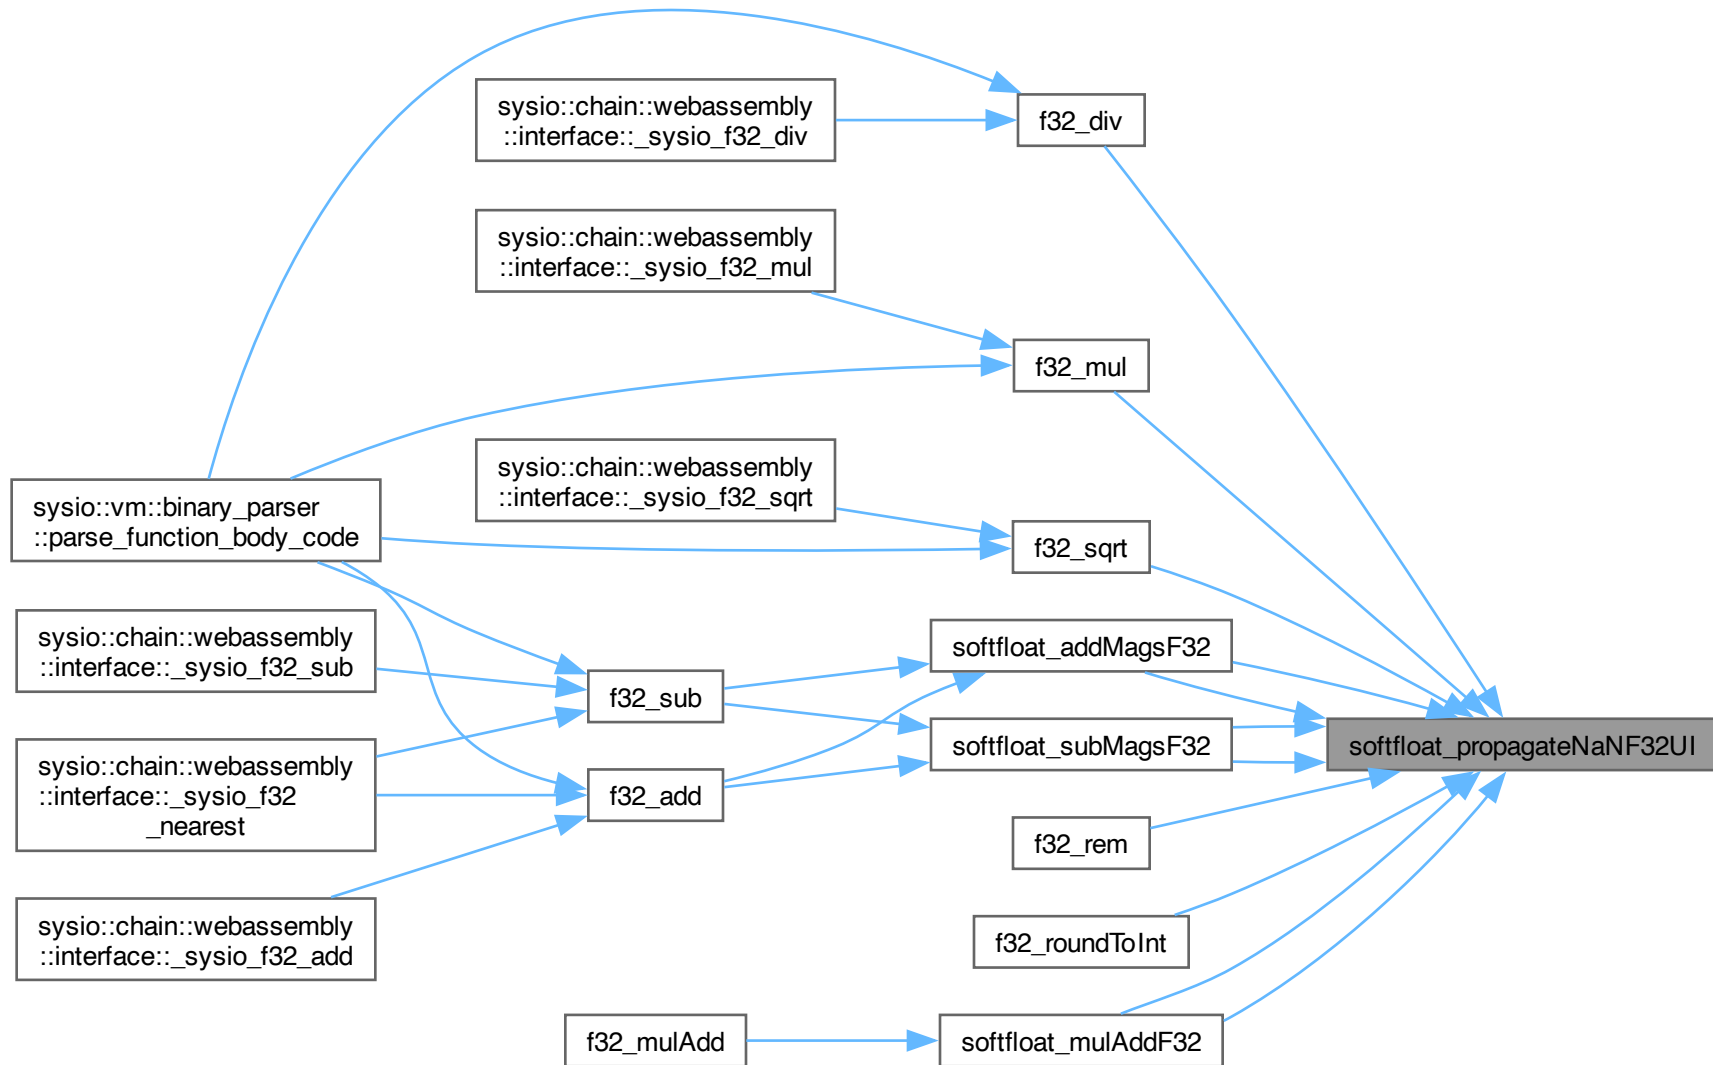 sysio::chain::webassembly
::interface::_sysio_f32_div
f32_div
sysio::chain::webassembly
::interface::_sysio_f32_mul
f32_mul
sysio::chain::webassembly
::interface::_sysio_f32_sqrt
sysio::vm::binary_parser
::parse_function_body_code
f32_sqrt
sysio::chain::webassembly
::interface::_sysio_f32_sub
softfloat_addMagsF32
f32_sub
softfloat_subMagsF32
softfloat_propagateNaNF32UI
sysio::chain::webassembly
::interface::_sysio_f32
_nearest
f32_add
f32_rem
sysio::chain::webassembly
::interface::_sysio_f32_add
f32_roundToInt
f32_mulAdd
softfloat_mulAddF32